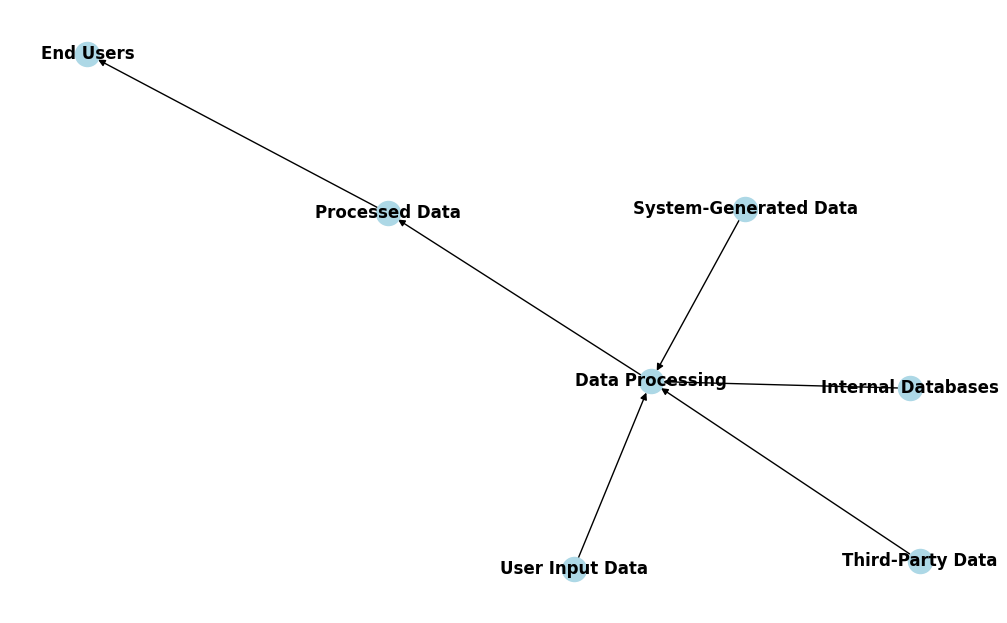 End Users
Processed Data
System-Generated Data
Data Processing
Internal Databases
User Input Data
Third-Party Data